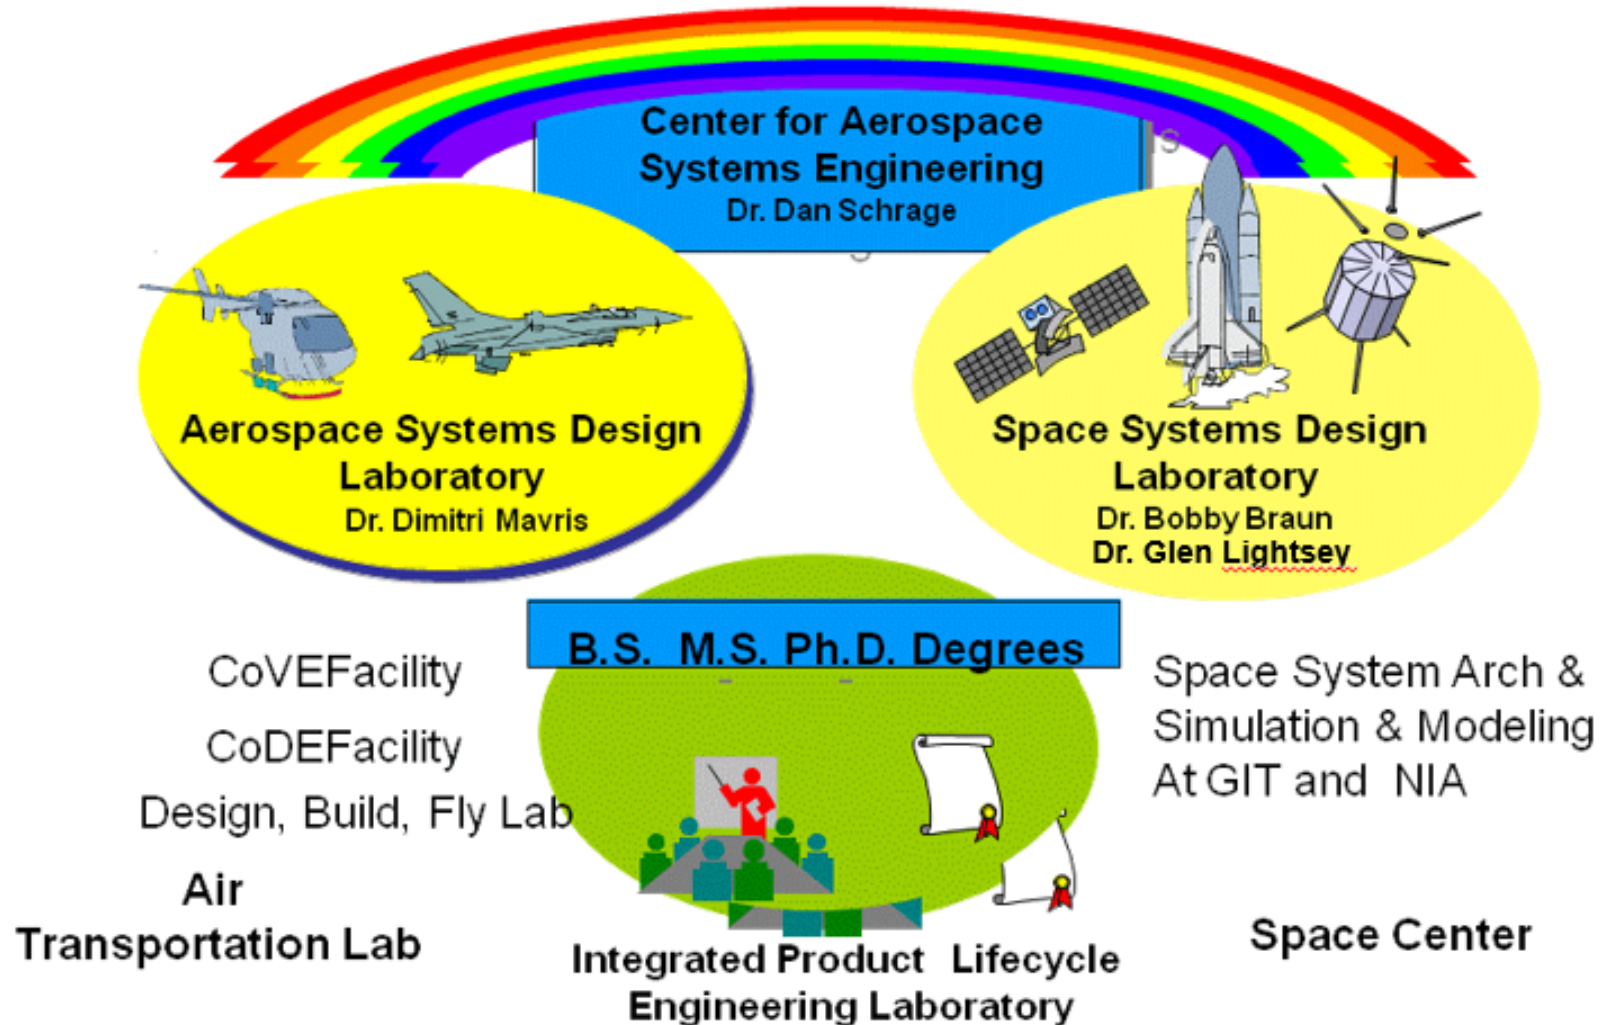 Center for Aerospace
Systems Engineering
Dr. Dan Schrage
Aerospace Systems Design
Laboratory
Dr. Dimitri Mavris
Space Systems Design
Laboratory
Dr. Bobby Braun
Dr. Glen Lightsey
B.S. M.S. Ph.D. Degrees
CoVEFacility
CoDEFacility
Design, Build, Fly Lab
Air
Transportation Lab
Space System Arch &
Simulation & Modeling
At GIT and NIA
Space Center
Integrated Product Lifecycle
Engineering Laboratory